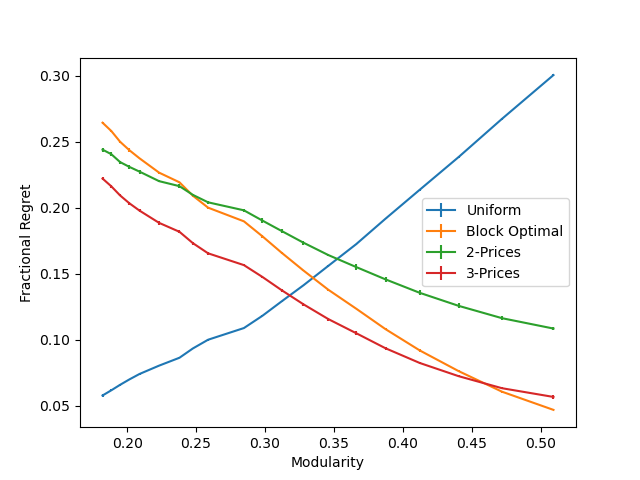 0.30
0.25
0.20
0.15
0.10
0.05
Fractional Regret
Uniform
Block Optimal
2-Prices
3-Prices
0.20 0.25 0.30 0.35 0.40 0.45 0.50
Modularity